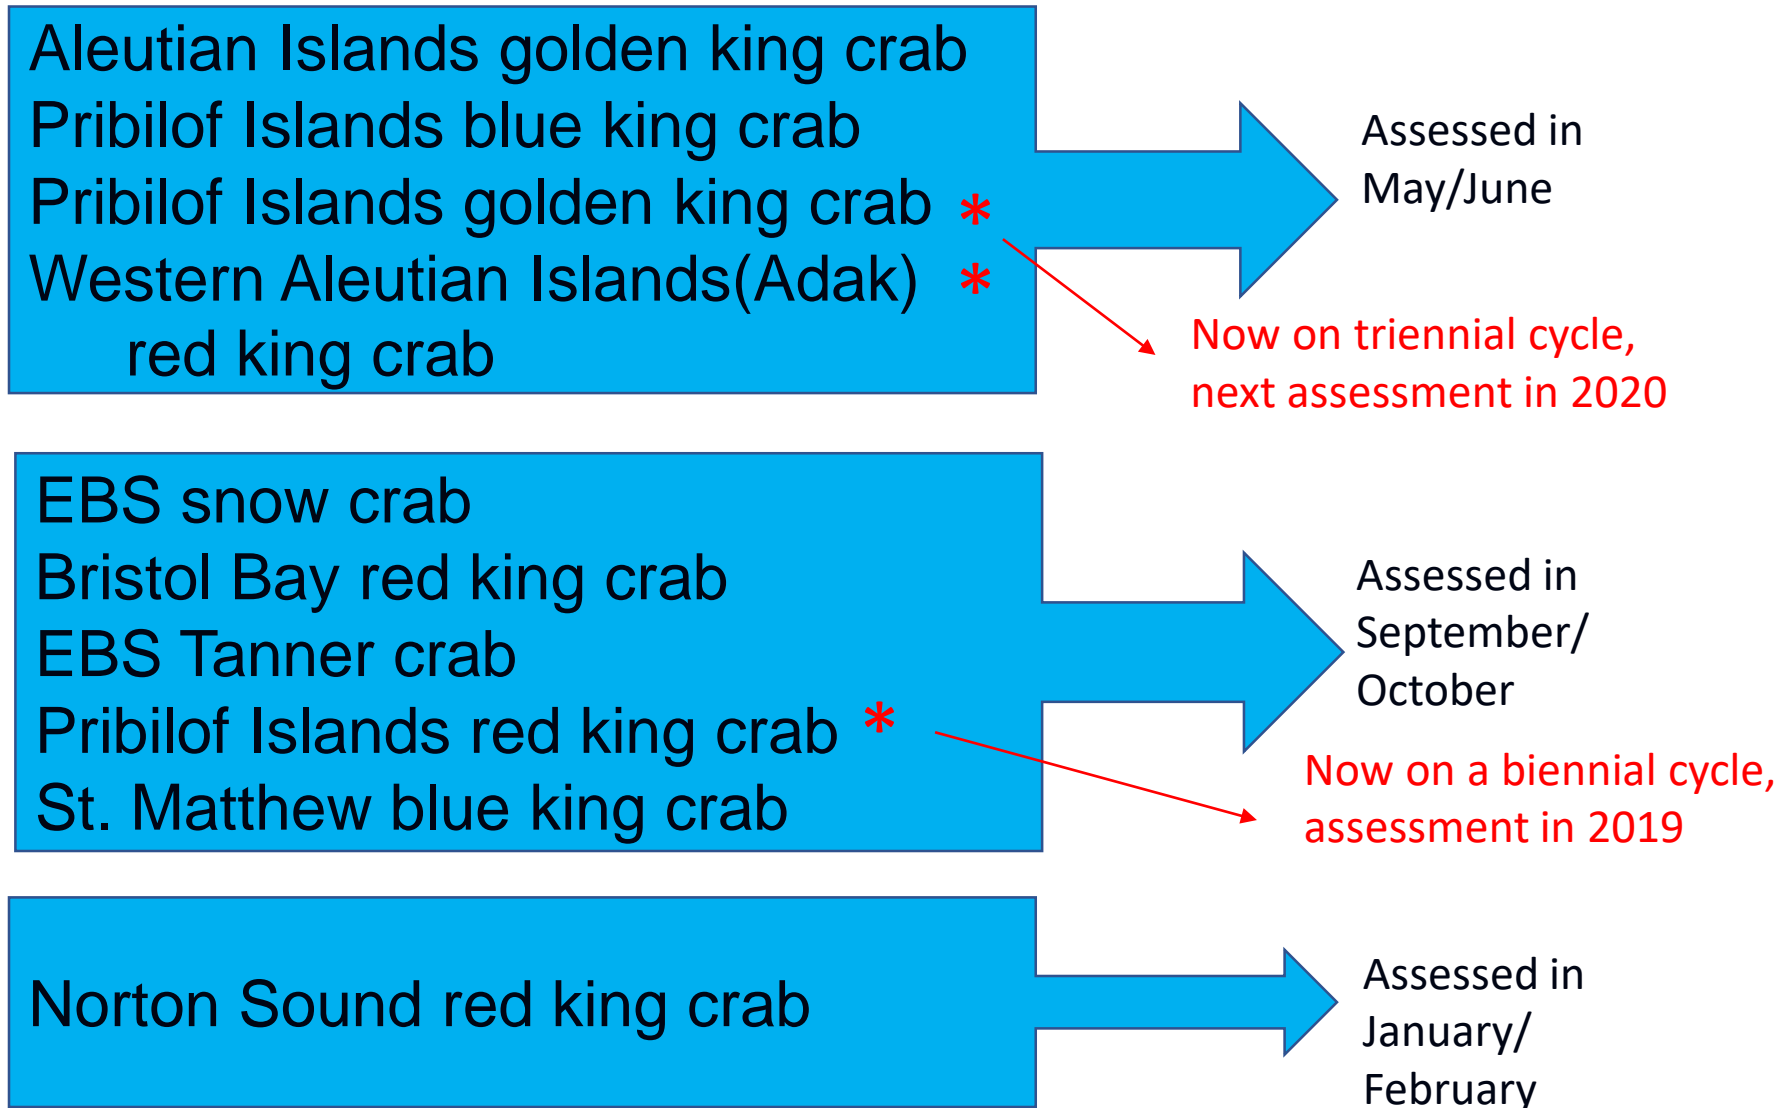 Aleutian Islands golden king crab
Pribilof Islands blue king crab
Pribilof Islands golden king crab *
Western Aleutian Islands(Adak) *
red king crab
Assessed in
May/June
Now on triennial cycle,
next assessment in 2020
EBS snow crab
Bristol Bay red king crab
EBS Tanner crab
Pribilof Islands red king crab *
St. Matthew blue king crab
Assessed in
September/
October
Now on a biennial cycle,
assessment in 2019
Norton Sound red king crab
Assessed in
January/
February